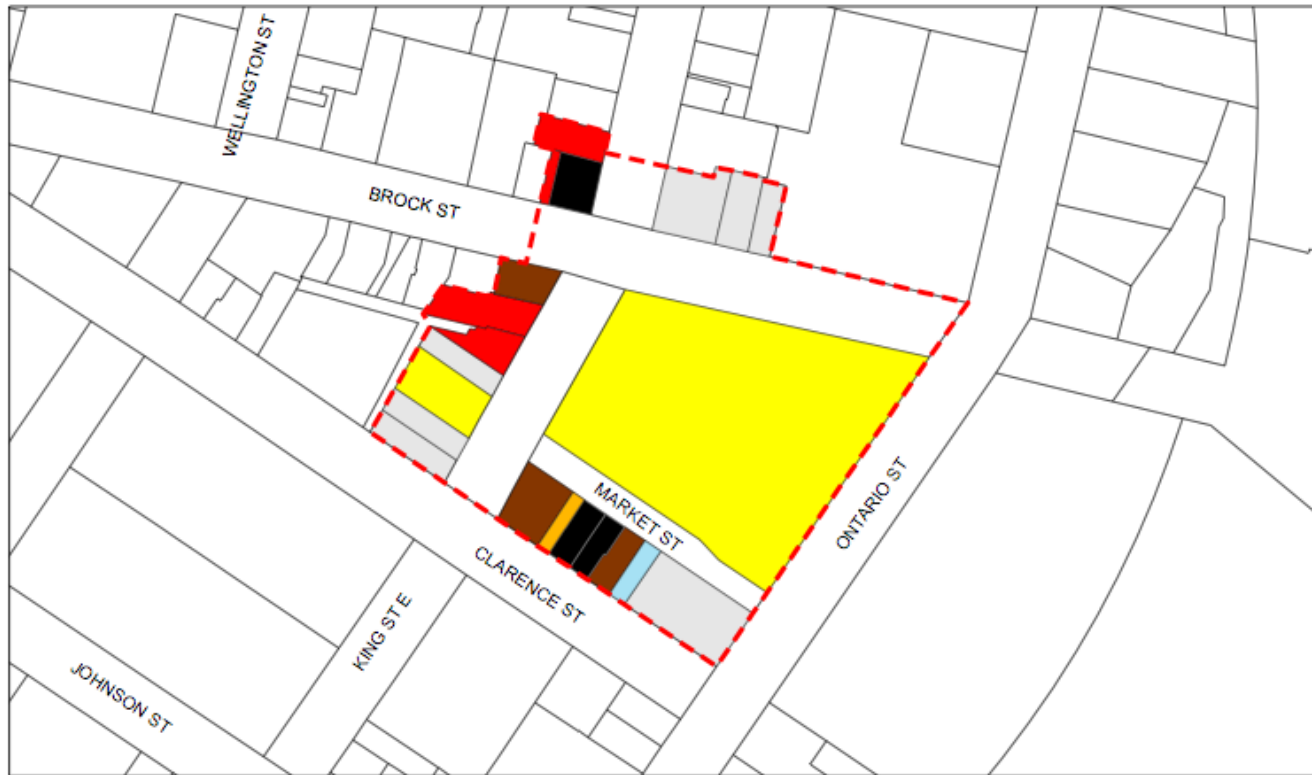 WELLINGTON ST
BROCK ST
MARKET ST
ONTARIO ST
CLARENCE ST
KING ST E
JOHNSON ST